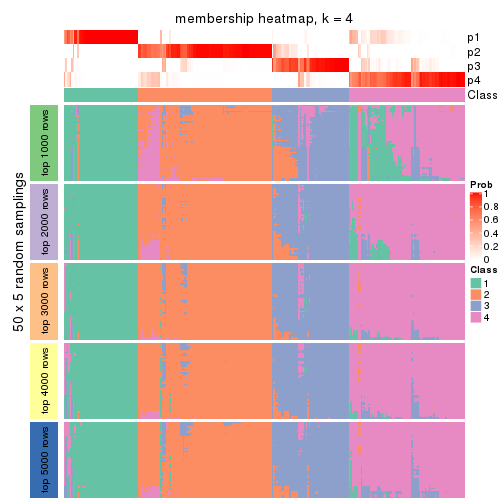 membership heatmap, k = 4
p1
p2
p3
p4
Class
50 x 5 random samplings
top 1000 rows
top 2000 rows
top 3000 rows
top 4000 rows
top 5000 rows
Prob
1
0.8
0.6
0.4
0.2
0
Class
1
2
3
4